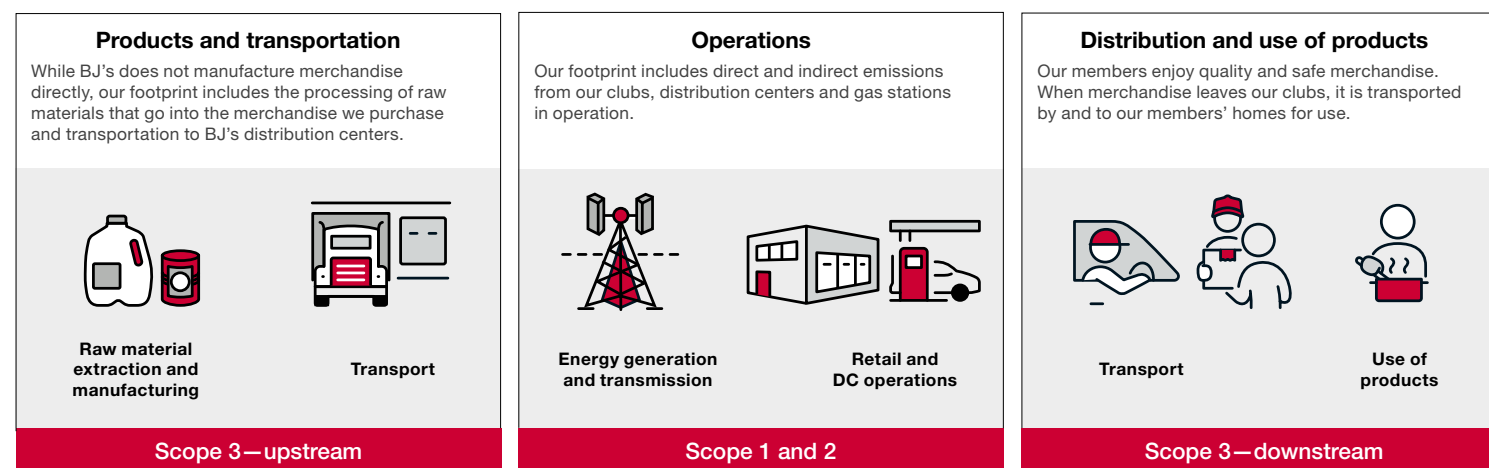 Products and transportation
While BJ’s does not manufacture merchandise
directly, our footprint includes the processing of raw
materials that go into the merchandise we purchase
and transportation to BJ’s distribution centers.
Raw material
extraction and
manufacturing
Transport
Scope 3—upstream
Operations
Our footprint includes direct and indirect emissions
from our clubs, distribution centers and gas stations
in operation.
Energy generation
and transmission
Retail and
DC operations
Scope 1 and 2
Distribution and use of products
Our members enjoy quality and safe merchandise.
When merchandise leaves our clubs, it is transported
by and to our members’ homes for use.
Transport
Use of
products
Scope 3—downstream